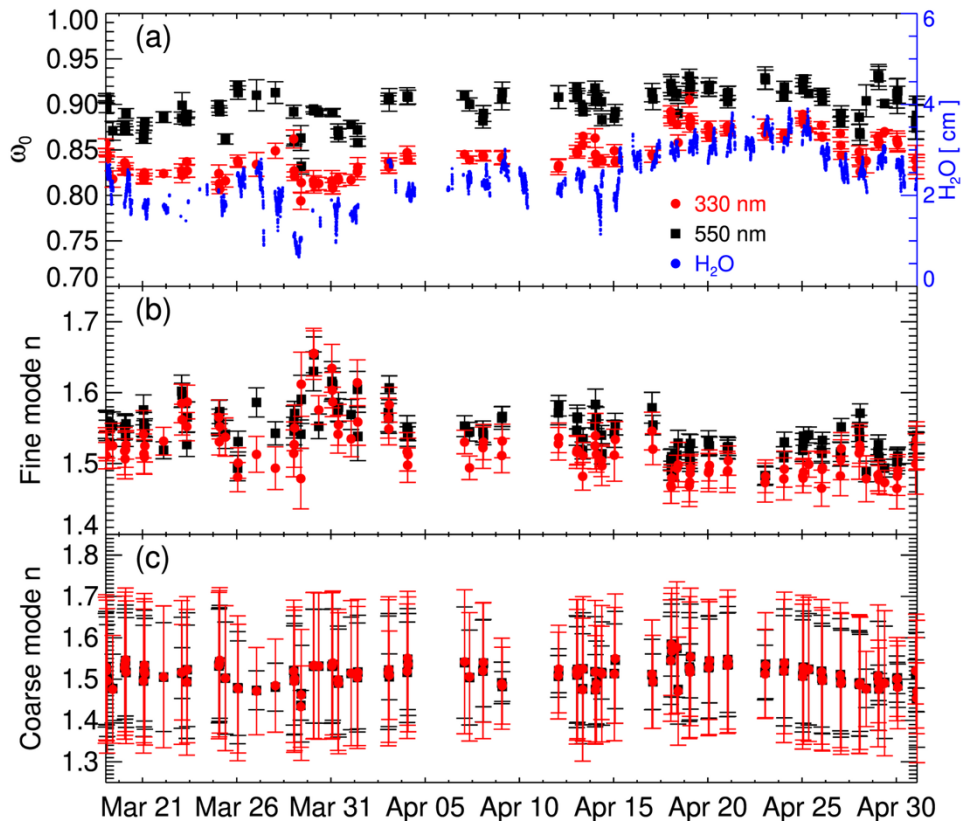 (a)
1.00
0.95
0.90
0.85
0.80
0.75
0.70
ω₀
6
4
2
0
H₂O [cm]
330 nm
550 nm
H₂O
(b)
1.7
1.6
1.5
1.4
Fine mode n
(c)
1.8
1.7
1.6
1.5
1.4
1.3
Coarse mode n
Mar 21 Mar 26 Mar 31 Apr 05 Apr 10 Apr 15 Apr 20 Apr 25 Apr 30